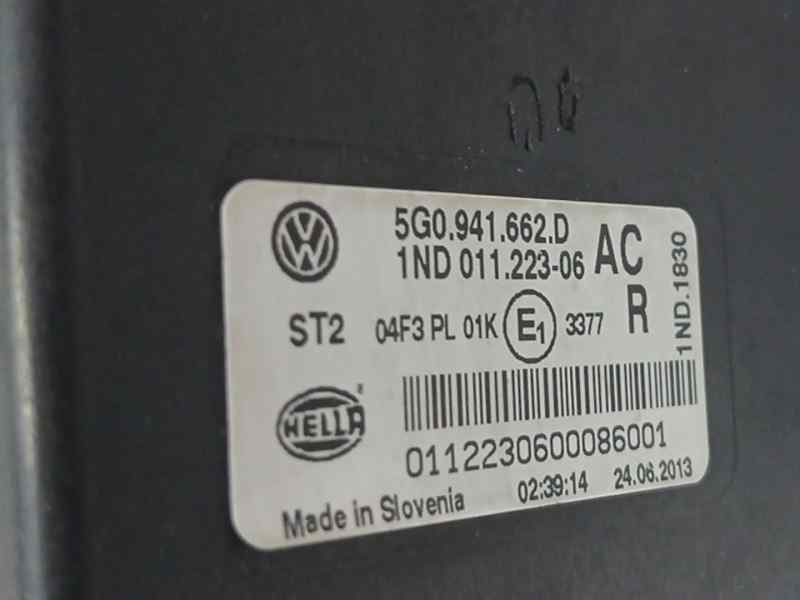 5G0.941.662.D
1ND 011.223-06 AC
ST2 04F3 PL 01K E1 3377 R
1ND.1830
HELLA
0112230600086001
Made in Slovenia 02:39:14 24.06.2013